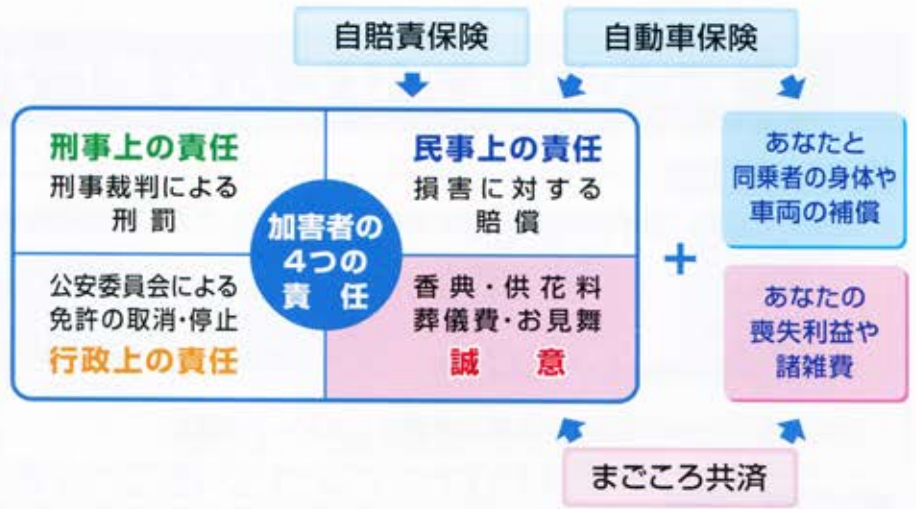 自賠責保険
自動車保険
刑事上の責任
刑事裁判による
刑罰
民事上の責任
損害に対する
賠償
加害者の
4つの
責任
公安委員会による
免許の取消・停止
行政上の責任
香典・供花料
葬儀費・お見舞
誠意
+
あなたと
同乗者の身体や
車両の補償
あなたの
喪失利益や
諸雑費
まごころ共済